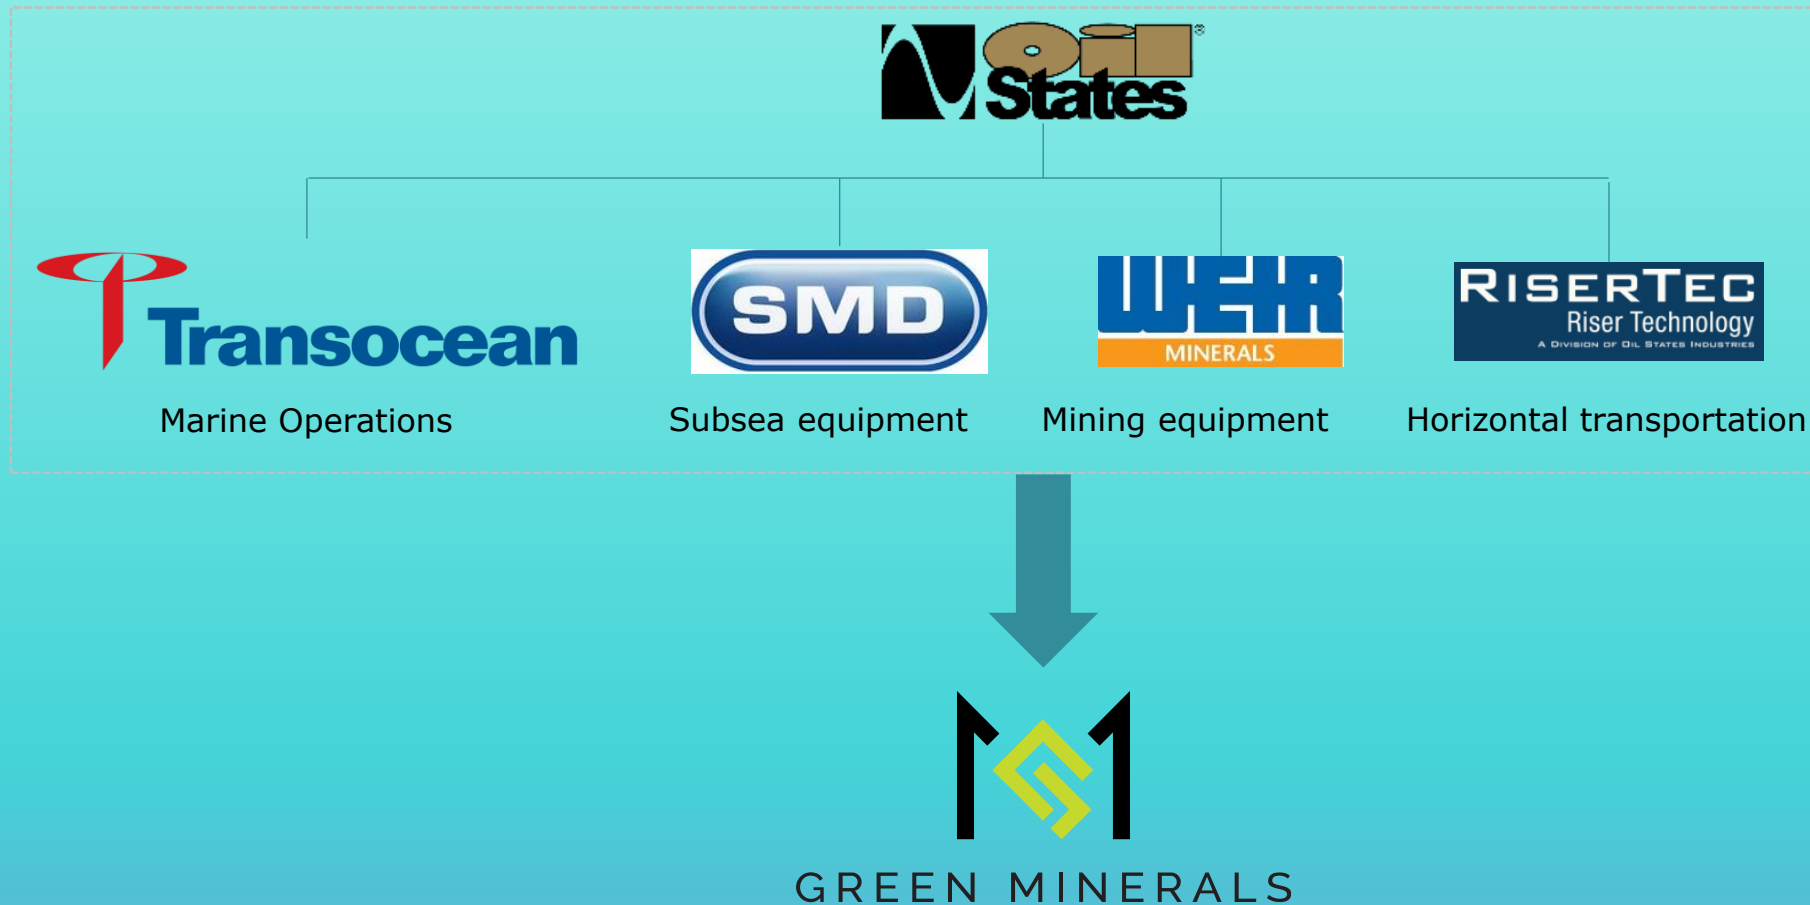 Oil®
States
Transocean
SMD
WEIR
MINERALS
RISERTEC
Riser Technology
A DIVISION OF OIL STATES INDUSTRIES
Marine Operations
Subsea equipment
Mining equipment
Horizontal transportation
GREEN MINERALS